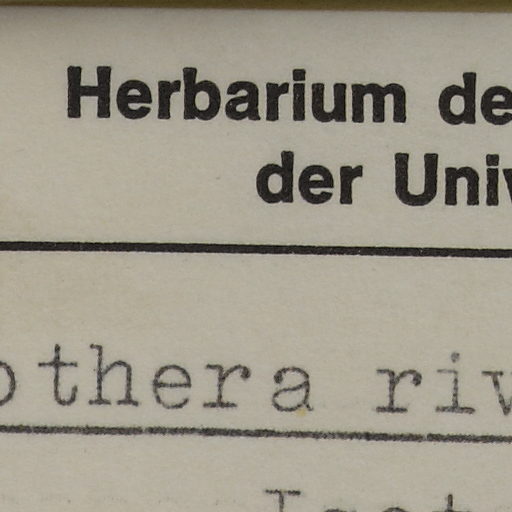 Herbarium de
der Univ
othera riv